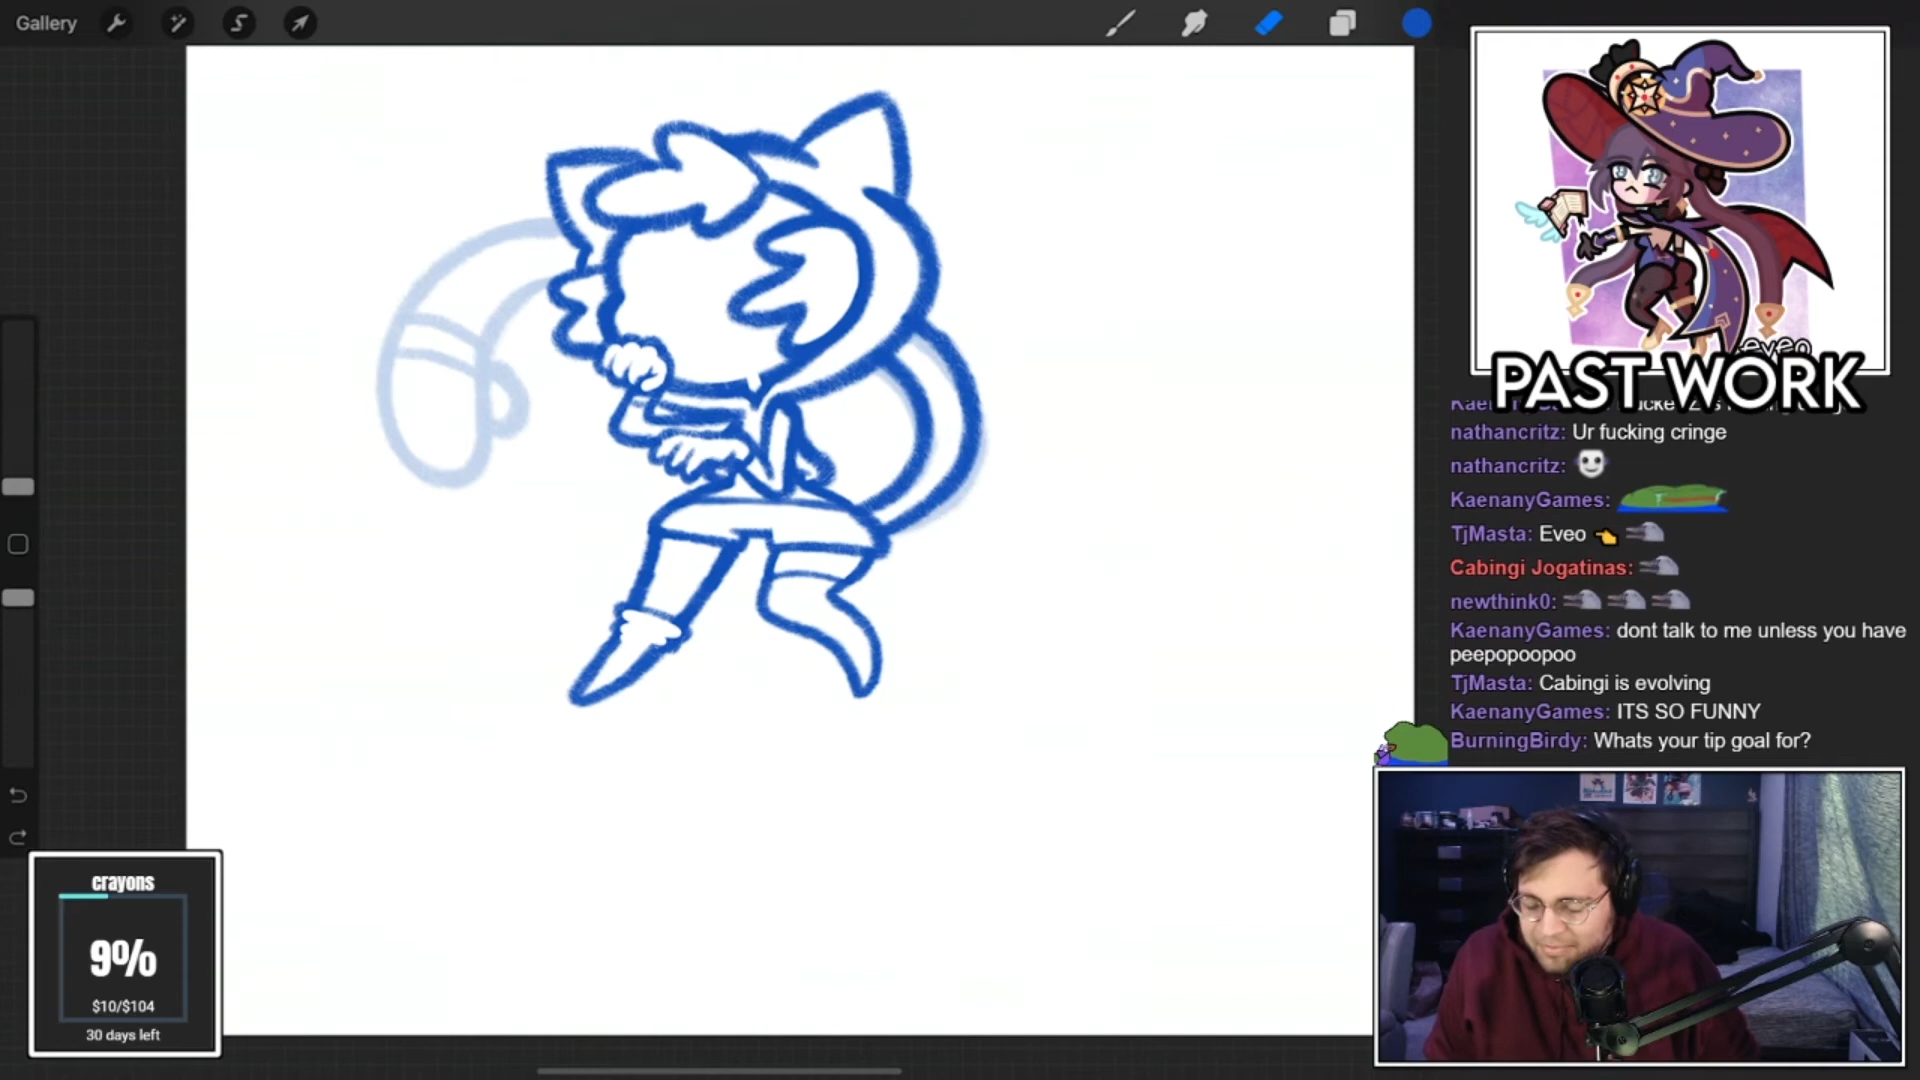 Gallery
eveo
PAST WORK
nathancritz: Ur fucking cringe
nathancritz:
KaenanyGames:
TjMasta: Eveo
Cabingi Jogatinas:
newthink0:
KaenanyGames: dont talk to me unless you have
peepopoopoo
TjMasta: Cabingi is evolving
KaenanyGames: ITS SO FUNNY
BurningBirdy: Whats your tip goal for?
crayons
9%
$10/$104
30 days left